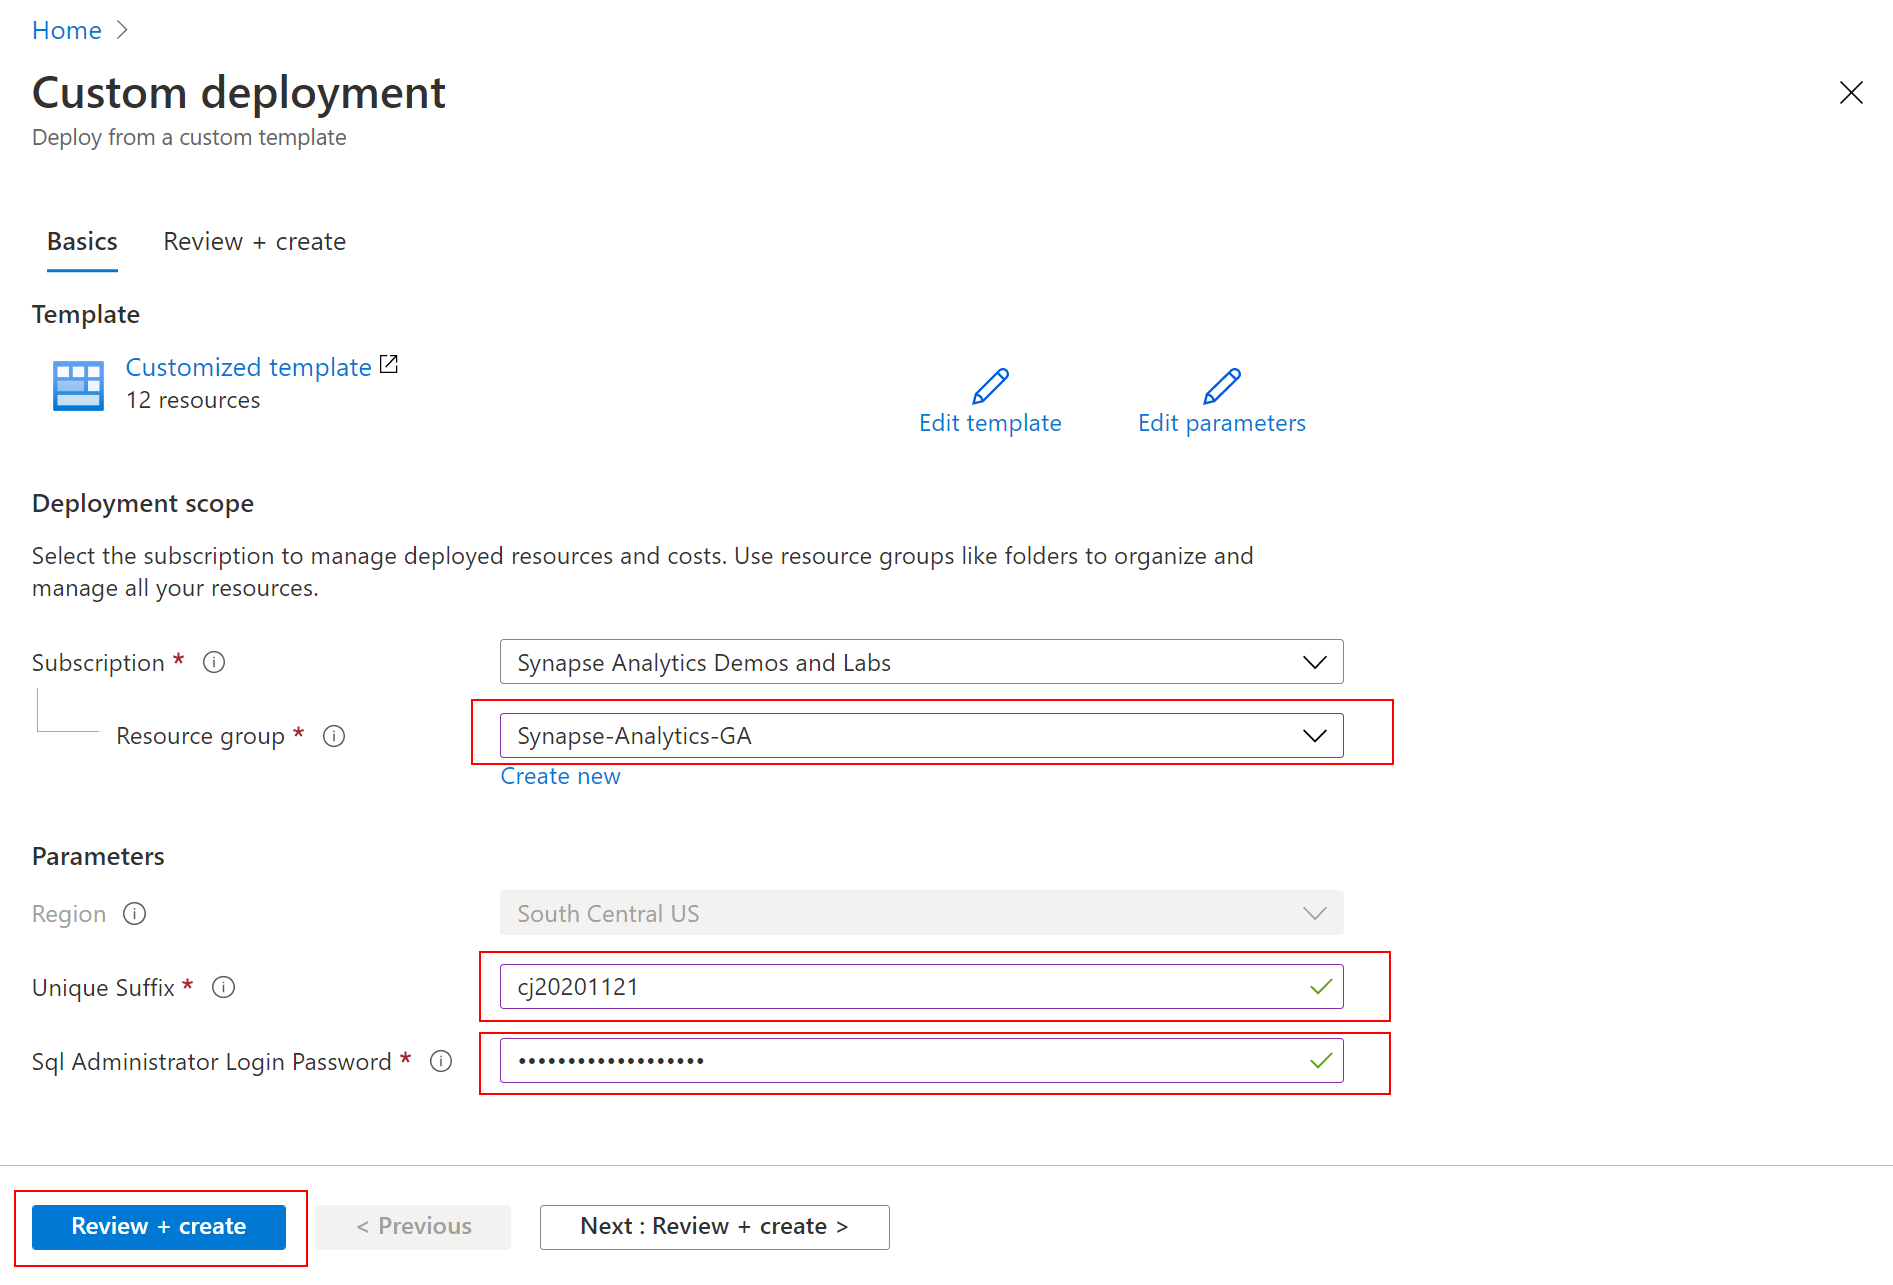 Home
Custom deployment
Deploy from a custom template
Basics
Review + create
Template
Customized template
12 resources
Edit template
Edit parameters
Deployment scope
Select the subscription to manage deployed resources and costs. Use resource groups like folders to organize and
manage all your resources.
Subscription *
Synapse Analytics Demos and Labs
Resource group *
Synapse-Analytics-GA
Create new
Parameters
Region
South Central US
Unique Suffix *
cj20201121
Sql Administrator Login Password *
•••••••••••••••••••
Review + create
< Previous
Next : Review + create >